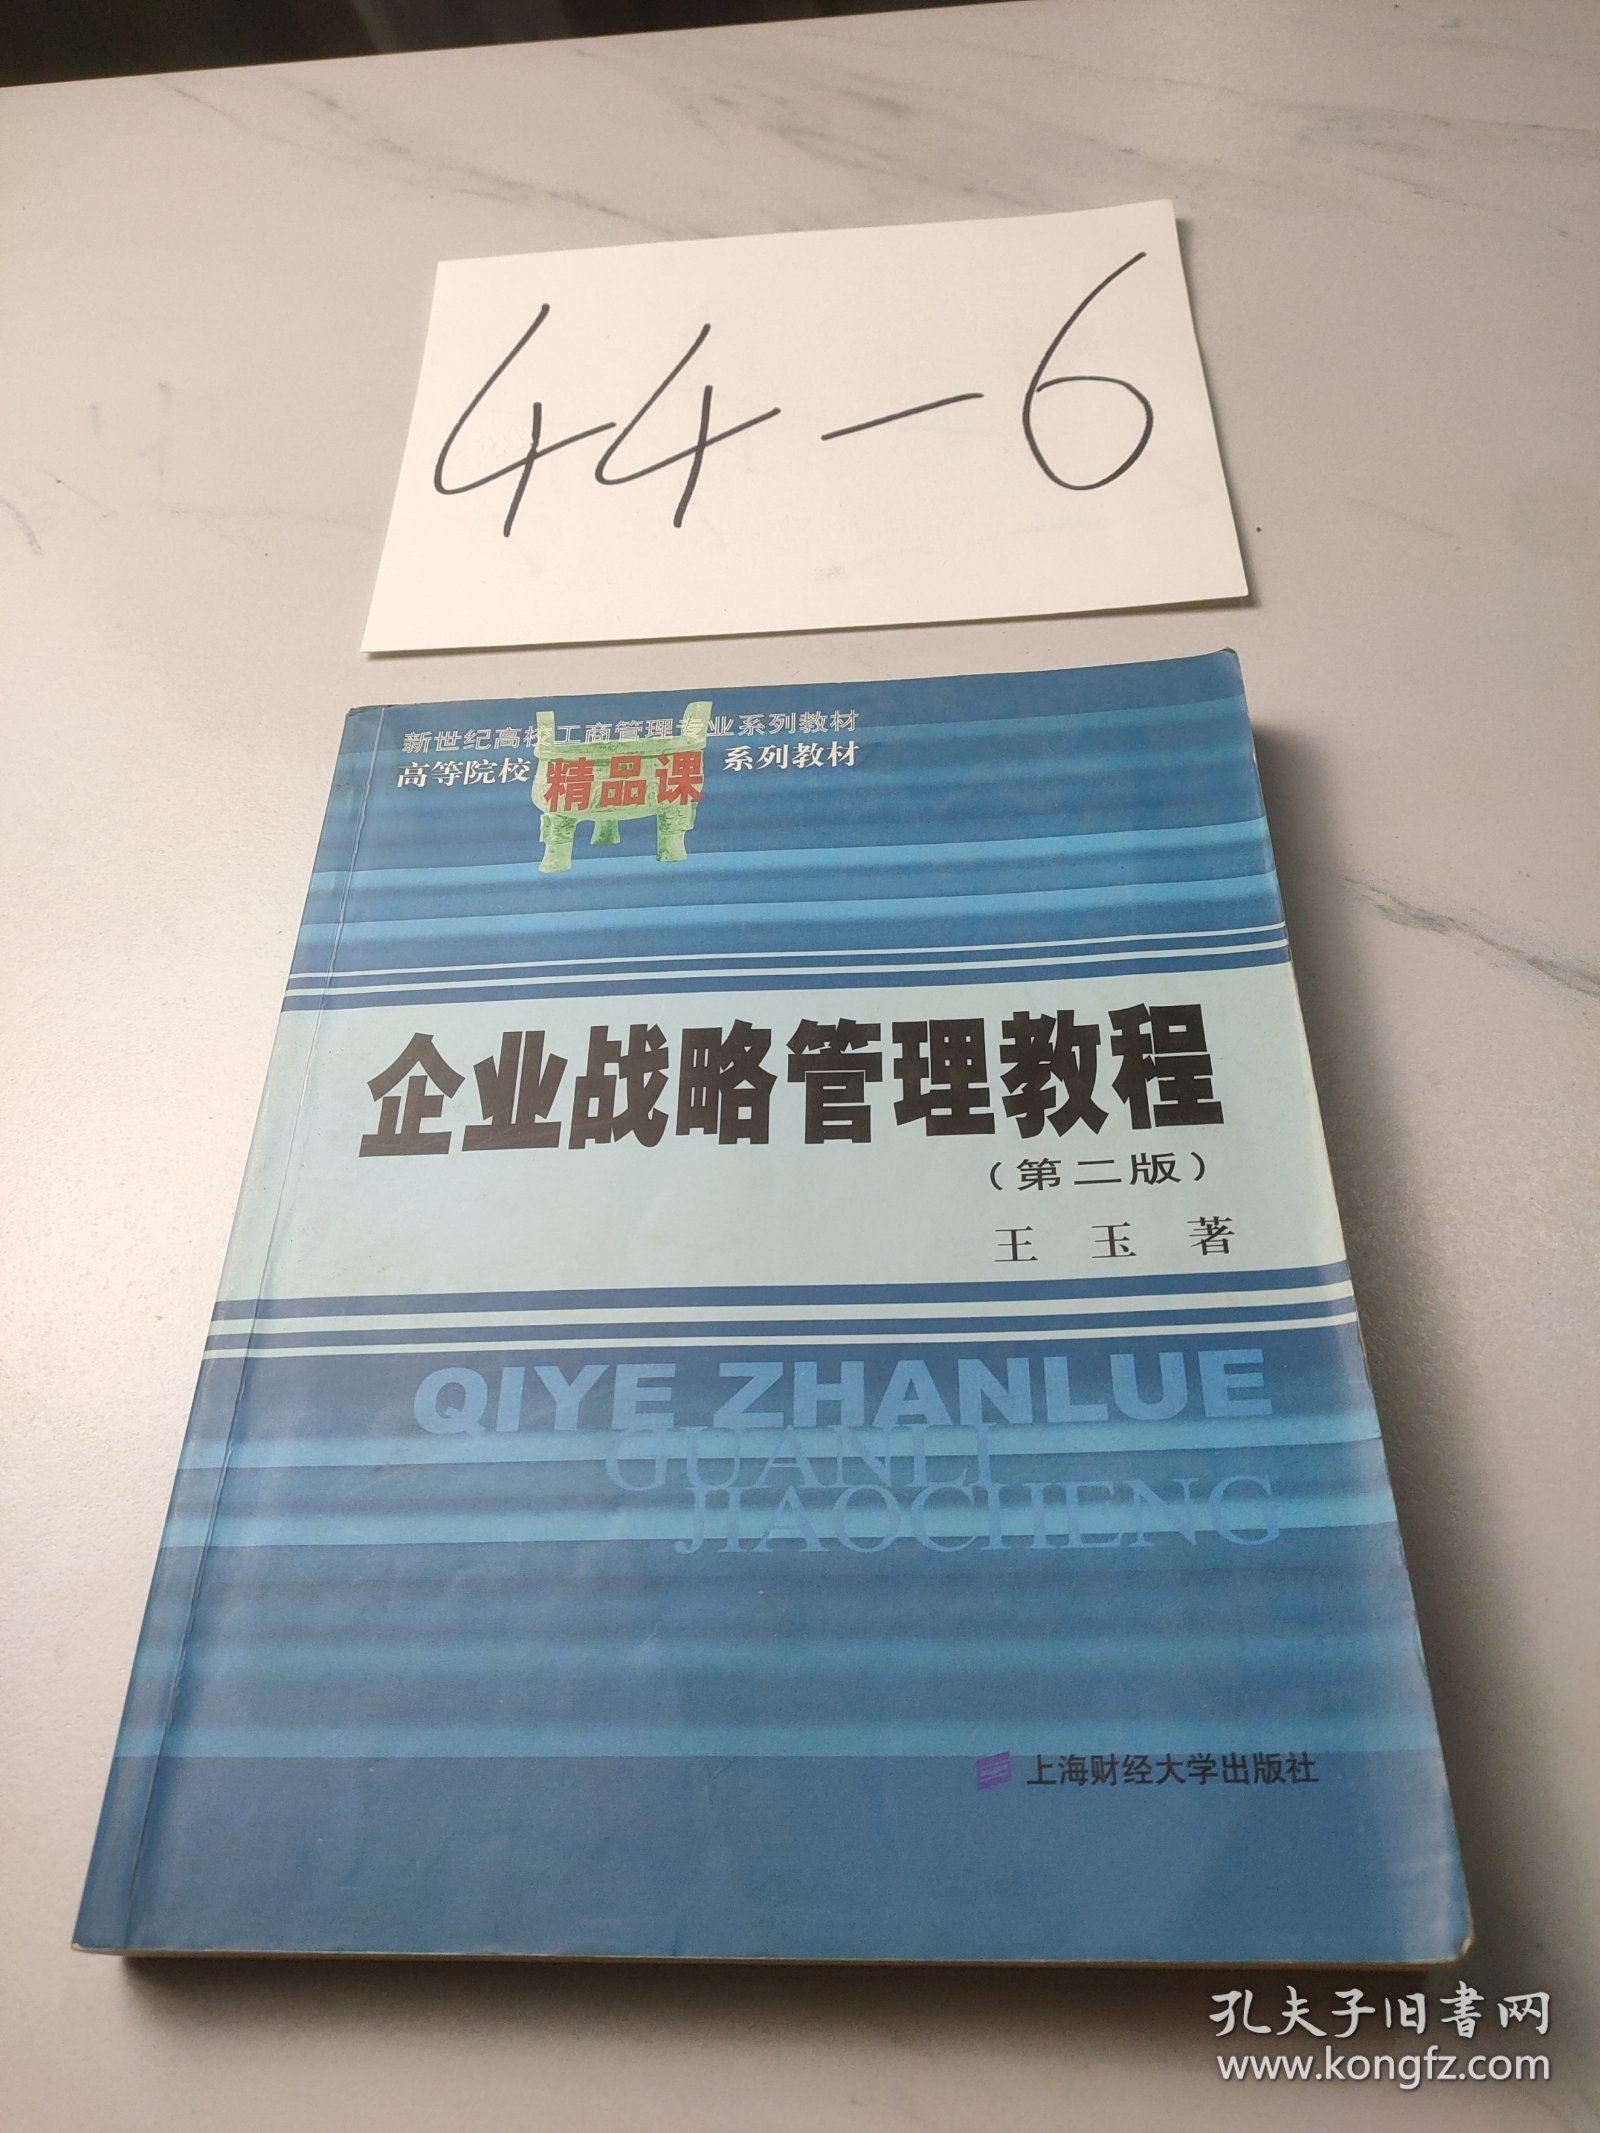 44-6
新世纪高校工商管理专业系列教材
高等院校精品课系列教材
企业战略管理教程
（第二版）
王 玉 著
QIYE ZHANLUE
GUANLI
JIAOCHENG
上海财经大学出版社
孔夫子旧书网
www.kongfz.com